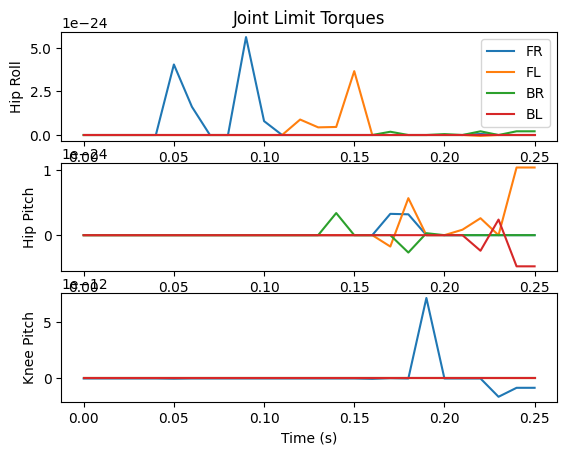 Joint Limit Torques
1e−24
5.0
2.5
0.0
Hip Roll
FR
FL
BR
BL
0.00 0.05 0.10 0.15 0.20 0.25
1e−24
1
0
Hip Pitch
0.00 0.05 0.10 0.15 0.20 0.25
1e−12
5
0
Knee Pitch
0.00 0.05 0.10 0.15 0.20 0.25
Time (s)